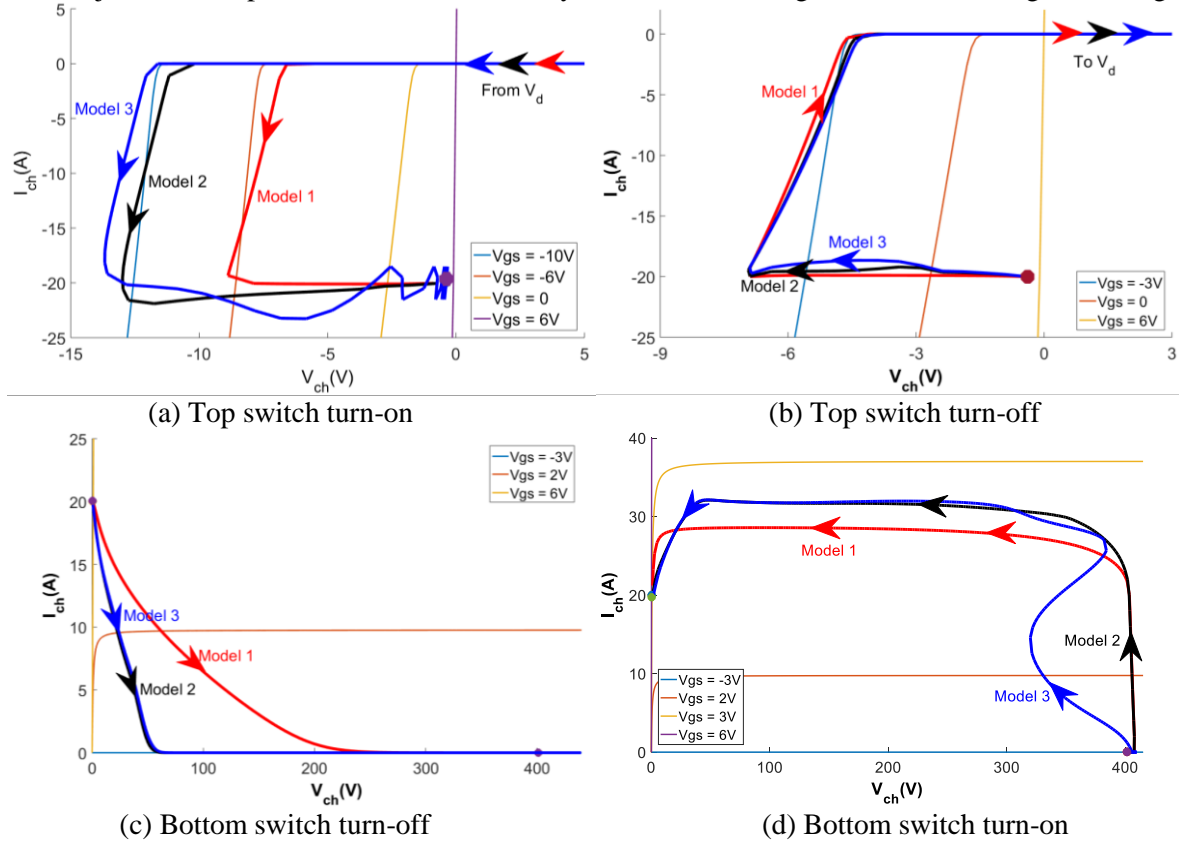 5
0
-5
-10
-15
-20
-25
I_ch(A)
-15
-10
-5
0
5
V_ch(V)
From V_d
Model 3
Model 2
Model 1
Vgs = -10V
Vgs = -6V
Vgs = 0
Vgs = 6V
(a) Top switch turn-on
0
-5
-10
-15
-20
-25
I_ch(A)
-9
-6
-3
0
3
V_ch(V)
To V_d
Model 1
Model 3
Model 2
Vgs = -3V
Vgs = 0
Vgs = 6V
(b) Top switch turn-off
25
20
15
10
5
0
I_ch(A)
0
100
200
300
400
V_ch(V)
Vgs = -3V
Vgs = 2V
Vgs = 6V
Model 3
Model 1
Model 2
(c) Bottom switch turn-off
40
30
20
10
0
I_ch(A)
0
100
200
300
400
V_ch(V)
Model 1
Model 2
Model 3
Vgs = -3V
Vgs = 2V
Vgs = 3V
Vgs = 6V
(d) Bottom switch turn-on